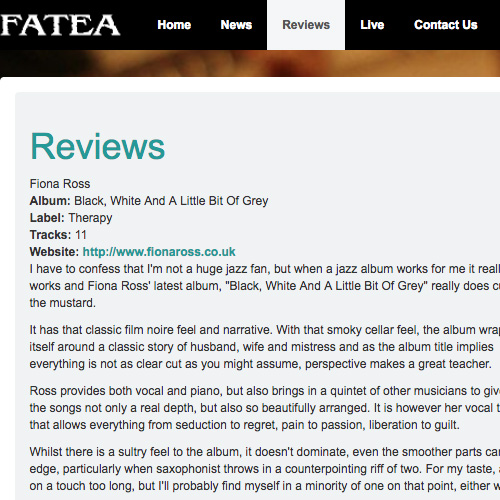 FATEA Home News Reviews Live Contact Us
Reviews
Fiona Ross
Album: Black, White And A Little Bit Of Grey
Label: Therapy
Tracks: 11
Website: http://www.fionaross.co.uk
I have to confess that I'm not a huge jazz fan, but when a jazz album works for me it reall
works and Fiona Ross' latest album, "Black, White And A Little Bit Of Grey" really does cu
the mustard.
It has that classic film noire feel and narrative. With that smoky cellar feel, the album wrap
itself around a classic story of husband, wife and mistress and as the album title implies
everything is not as clear cut as you might assume, perspective makes a great teacher.
Ross provides both vocal and piano, but also brings in a quintet of other musicians to give
the songs not only a real depth, but also so beautifully arranged. It is however her vocal t
that allows everything from seduction to regret, pain to passion, liberation to guilt.
Whilst there is a sultry feel to the album, it doesn't dominate, even the smoother parts can
edge, particularly when saxophonist throws in a counterpointing riff of two. For my taste, a
on a touch too long, but I'll probably find myself in a minority of one on that point, either w